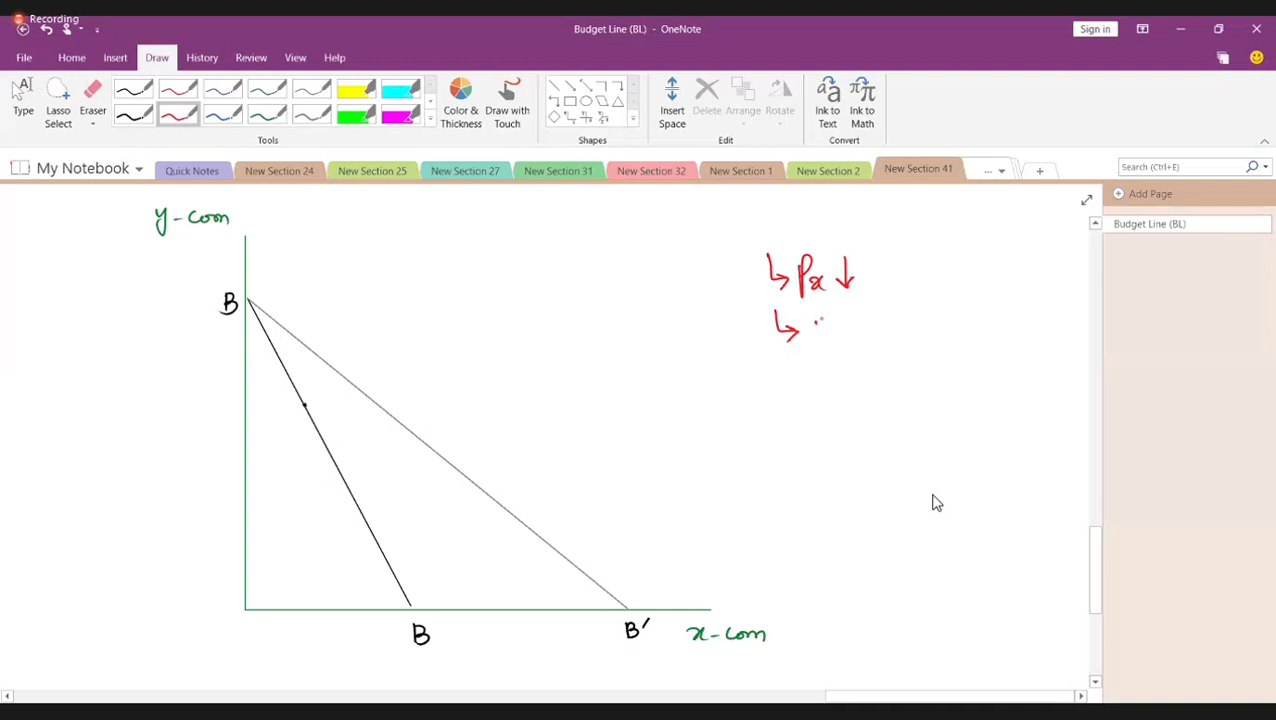 Recording
Budget Line (BL) - OneNote
Sign in
File Home Insert Draw History Review View Help
Type
Lasso Select
Eraser
Color & Thickness
Draw with Touch
Insert Space
Delete
Arrange
Rotate
Ink to Text
Ink to Math
Tools
Shapes
Edit
Convert
My Notebook
Quick Notes
New Section 24
New Section 25
New Section 27
New Section 31
New Section 32
New Section 1
New Section 2
New Section 41
...
Search (Ctrl+E)
Add Page
Budget Line (BL)
y-com
↳ Px ↓
↳
B
B
B′
x-com